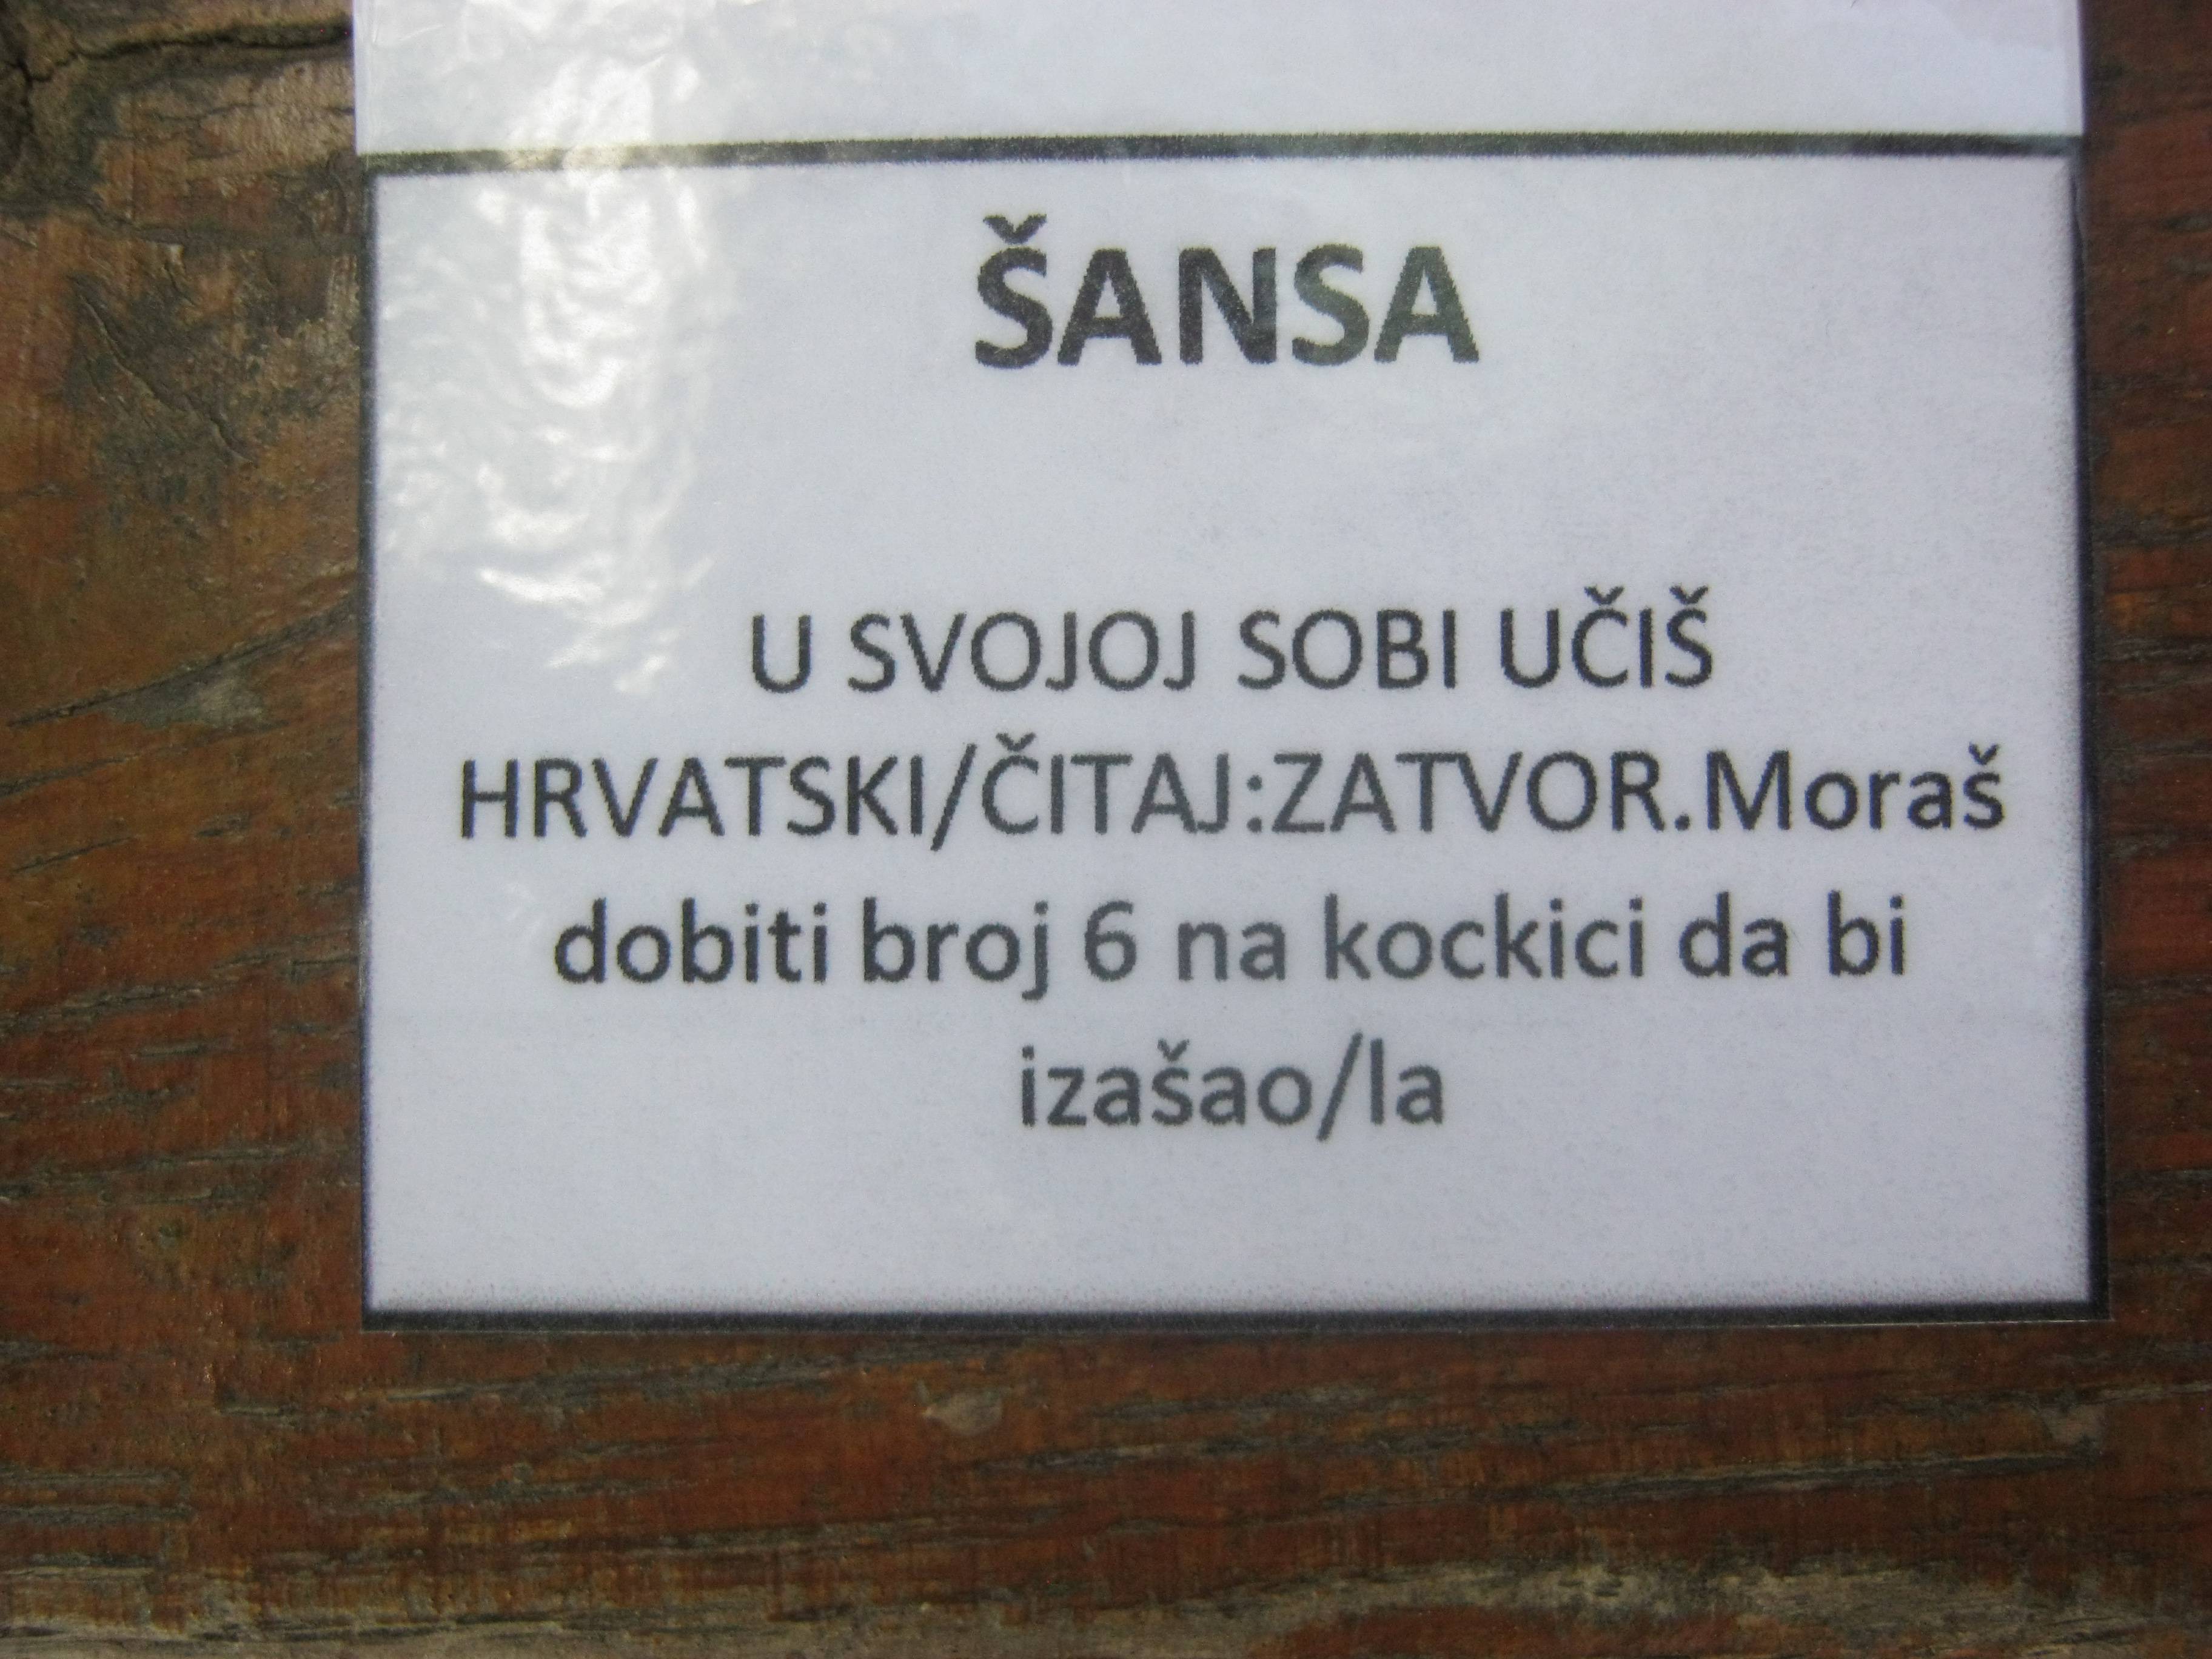 ŠANSA
U SVOJOJ SOBI UČIŠ
HRVATSKI/ČITAJ:ZATVOR.Moraš
dobiti broj 6 na kockici da bi
izašao/la